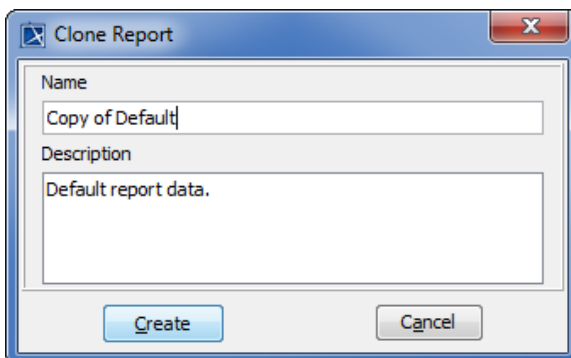 Clone Report
Name
Copy of Default
Description
Default report data.
Create
Cancel